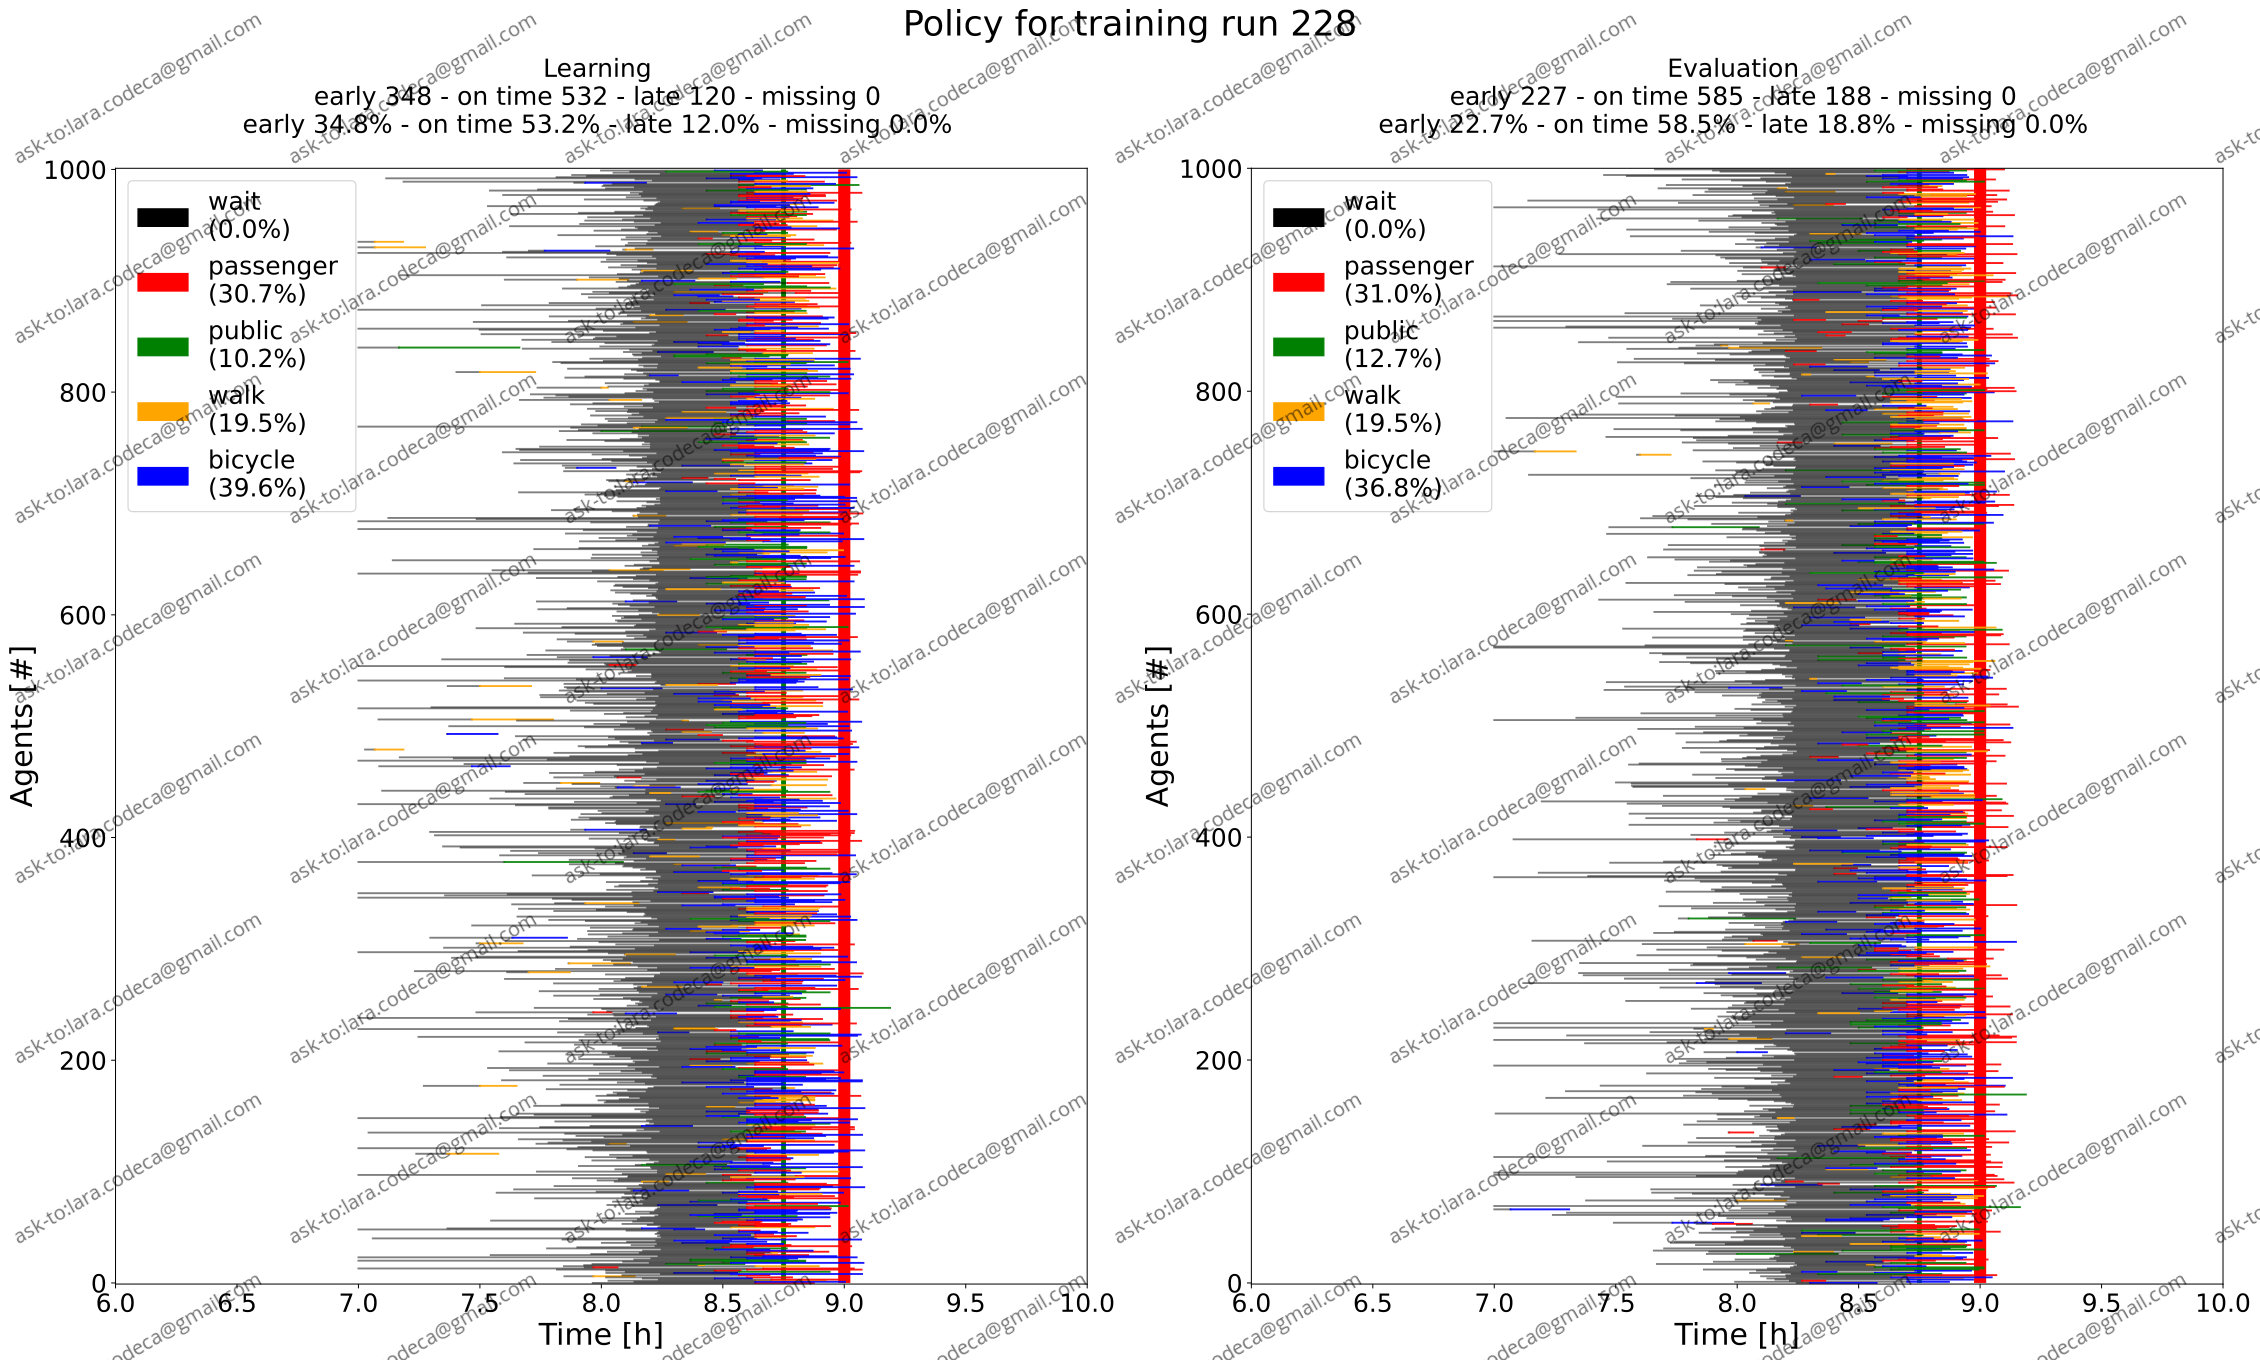 Policy for training run 228
Learning
early 348 - on time 532 - late 120 - missing 0
early 34.8% - on time 53.2% - late 12.0% - missing 0.0%
1000
800
600
400
200
0
Agents [#]
wait
(0.0%)
passenger
(30.7%)
public
(10.2%)
walk
(19.5%)
bicycle
(39.6%)
6.0 6.5 7.0 7.5 8.0 8.5 9.0 9.5 10.0
Time [h]
Evaluation
early 227 - on time 585 - late 188 - missing 0
early 22.7% - on time 58.5% - late 18.8% - missing 0.0%
1000
800
600
400
200
0
Agents [#]
wait
(0.0%)
passenger
(31.0%)
public
(12.7%)
walk
(19.5%)
bicycle
(36.8%)
6.0 6.5 7.0 7.5 8.0 8.5 9.0 9.5 10.0
Time [h]
ask-to:lara.codeca@gmail.com